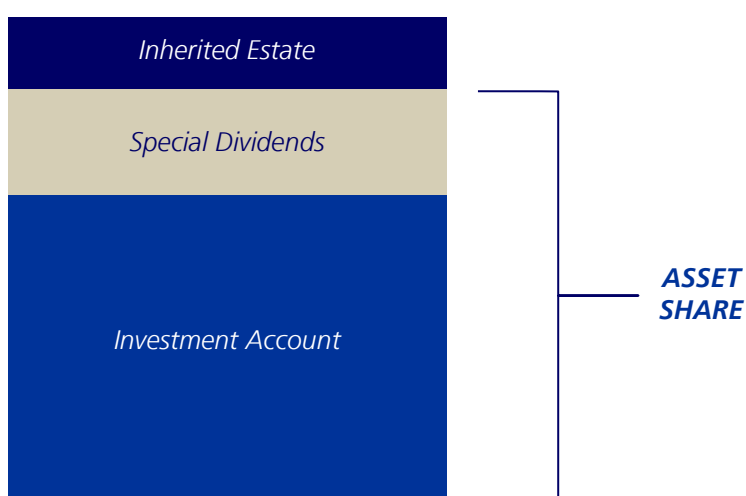 Inherited Estate
Special Dividends
Investment Account
ASSET
SHARE